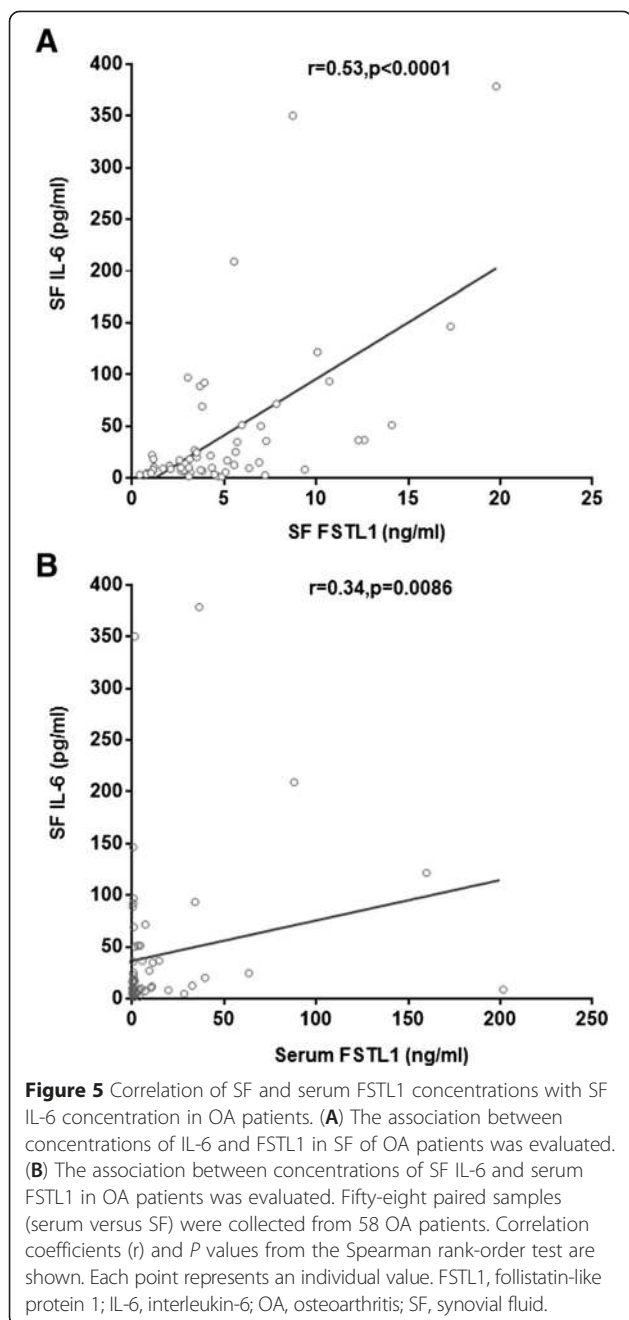 A
r=0.53,p<0.0001
400
350
300
250
200
150
100
50
0
SF IL-6 (pg/ml)
0 5 10 15 20 25
SF FSTL1 (ng/ml)
B
r=0.34,p=0.0086
400
350
300
250
200
150
100
50
0
SF IL-6 (pg/ml)
0 50 100 150 200 250
Serum FSTL1 (ng/ml)
Figure 5 Correlation of SF and serum FSTL1 concentrations with SF
IL-6 concentration in OA patients. (A) The association between
concentrations of IL-6 and FSTL1 in SF of OA patients was evaluated.
(B) The association between concentrations of SF IL-6 and serum
FSTL1 in OA patients was evaluated. Fifty-eight paired samples
(serum versus SF) were collected from 58 OA patients. Correlation
coefficients (r) and P values from the Spearman rank-order test are
shown. Each point represents an individual value. FSTL1, follistatin-like
protein 1; IL-6, interleukin-6; OA, osteoarthritis; SF, synovial fluid.